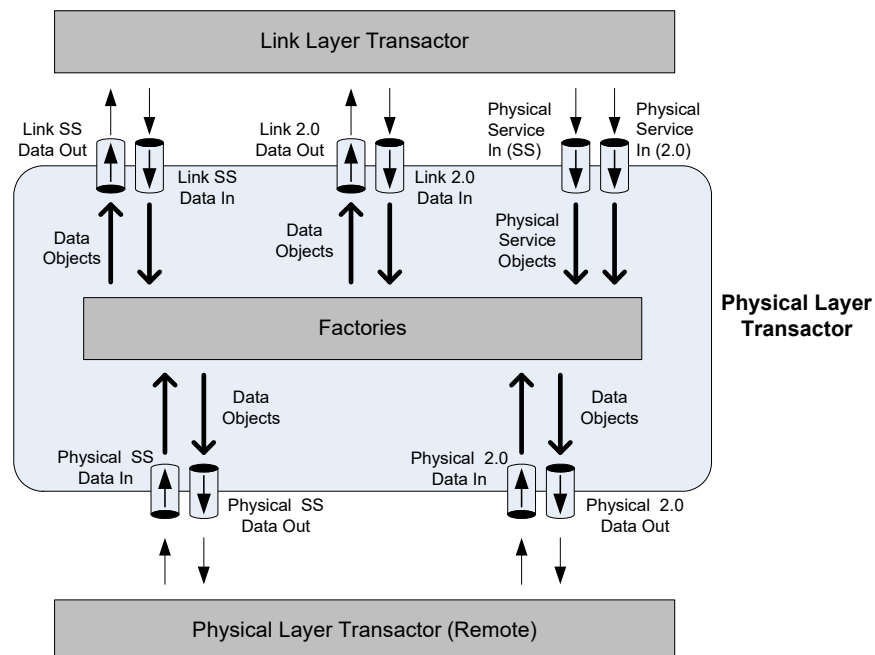 Link Layer Transactor
Link SS
Data Out
Link SS
Data In
Link 2.0
Data Out
Link 2.0
Data In
Physical
Service
In (SS)
Physical
Service
In (2.0)
Data
Objects
Data
Objects
Physical
Service
Objects
Factories
Physical Layer
Transactor
Data
Objects
Data
Objects
Physical SS
Data In
Physical SS
Data Out
Physical 2.0
Data In
Physical 2.0
Data Out
Physical Layer Transactor (Remote)